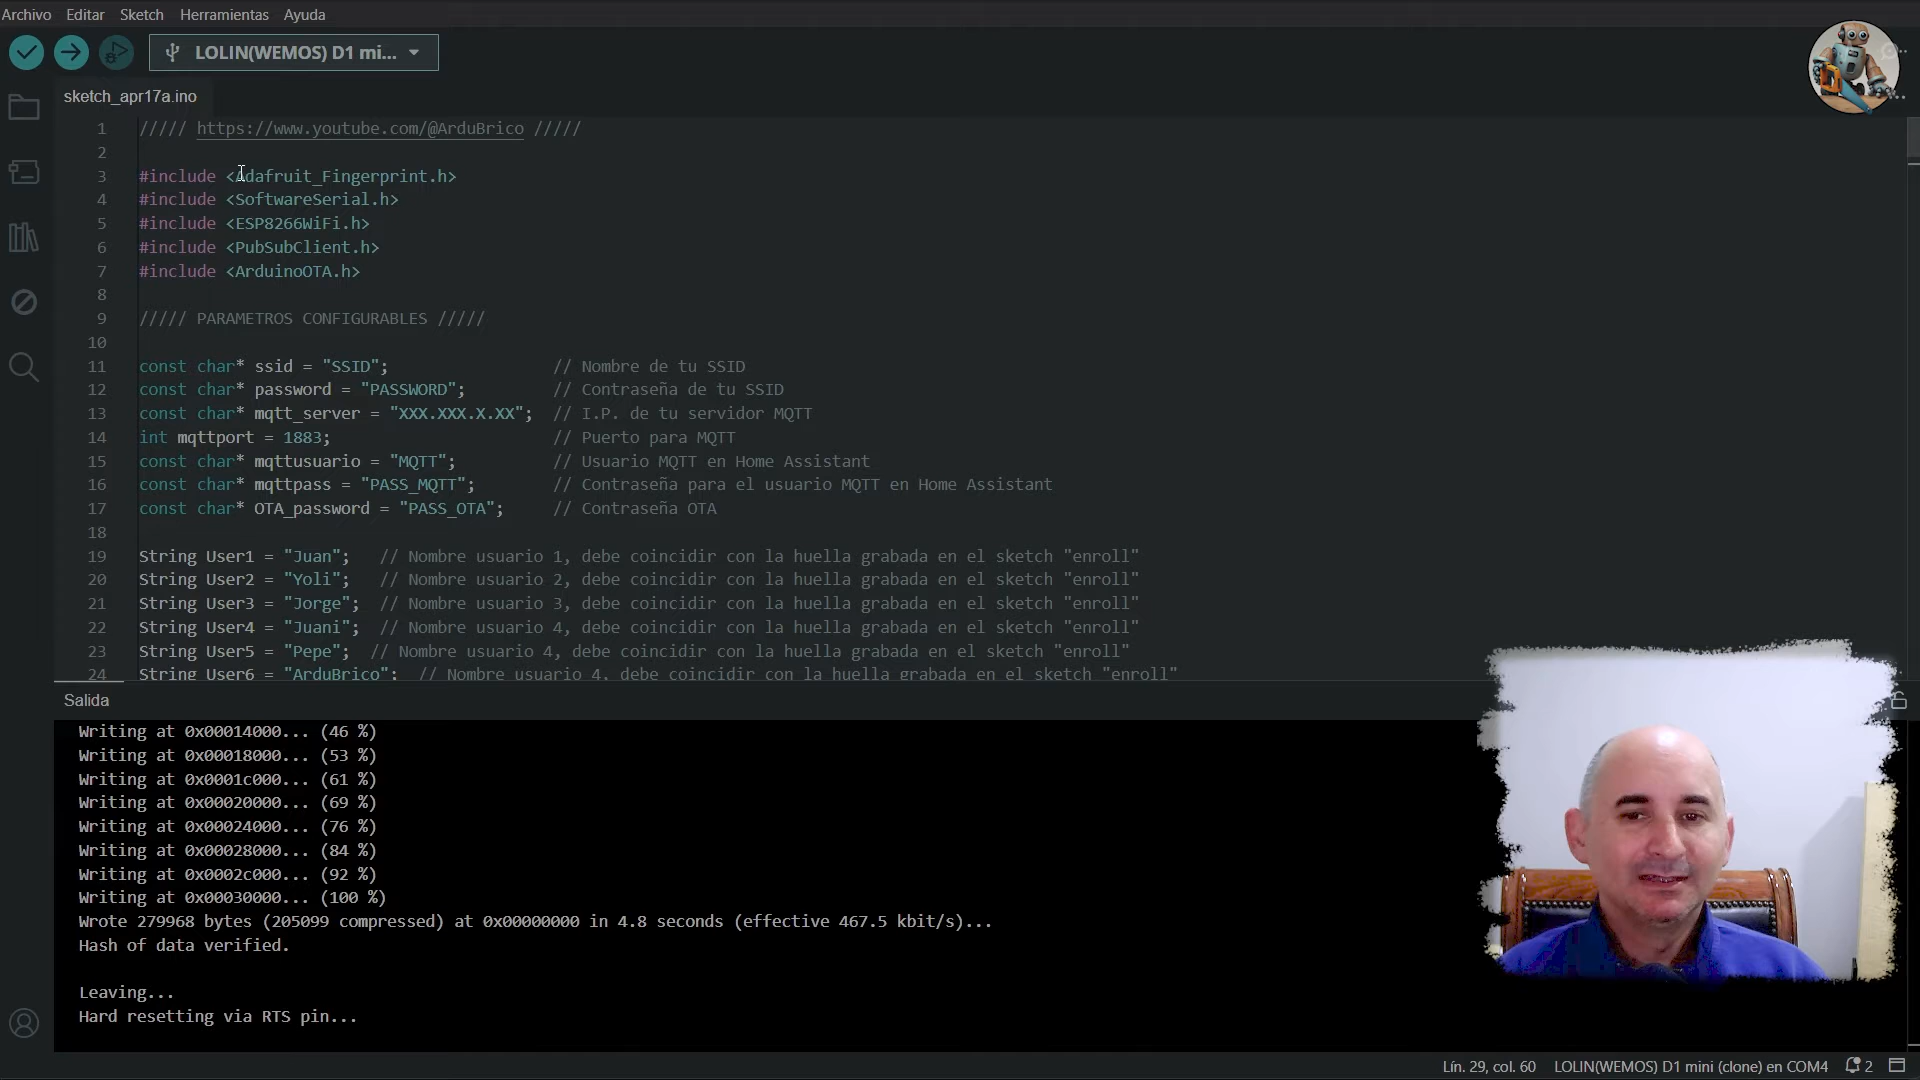 Archivo Editar Sketch Herramientas Ayuda
LOLIN(WEMOS) D1 mi...
sketch_apr17a.ino
1 ///// https://www.youtube.com/@ArduBrico /////
2
3 #include <Adafruit_Fingerprint.h>
4 #include <SoftwareSerial.h>
5 #include <ESP8266WiFi.h>
6 #include <PubSubClient.h>
7 #include <ArduinoOTA.h>
8
9 ///// PARAMETROS CONFIGURABLES /////
10
11 const char* ssid = "SSID"; // Nombre de tu SSID
12 const char* password = "PASSWORD"; // Contraseña de tu SSID
13 const char* mqtt_server = "XXX.XXX.X.XX"; // I.P. de tu servidor MQTT
14 int mqttport = 1883; // Puerto para MQTT
15 const char* mqttusuario = "MQTT"; // Usuario MQTT en Home Assistant
16 const char* mqttpass = "PASS_MQTT"; // Contraseña para el usuario MQTT en Home Assistant
17 const char* OTA_password = "PASS_OTA"; // Contraseña OTA
18
19 String User1 = "Juan"; // Nombre usuario 1, debe coincidir con la huella grabada en el sketch "enroll"
20 String User2 = "Yoli"; // Nombre usuario 2, debe coincidir con la huella grabada en el sketch "enroll"
21 String User3 = "Jorge"; // Nombre usuario 3, debe coincidir con la huella grabada en el sketch "enroll"
22 String User4 = "Juani"; // Nombre usuario 4, debe coincidir con la huella grabada en el sketch "enroll"
23 String User5 = "Pepe"; // Nombre usuario 4, debe coincidir con la huella grabada en el sketch "enroll"
24 String User6 = "ArduBrico"; // Nombre usuario 4, debe coincidir con la huella grabada en el sketch "enroll"
Salida
Writing at 0x00014000... (46 %)
Writing at 0x00018000... (53 %)
Writing at 0x0001c000... (61 %)
Writing at 0x00020000... (69 %)
Writing at 0x00024000... (76 %)
Writing at 0x00028000... (84 %)
Writing at 0x0002c000... (92 %)
Writing at 0x00030000... (100 %)
Wrote 279968 bytes (205099 compressed) at 0x00000000 in 4.8 seconds (effective 467.5 kbit/s)...
Hash of data verified.
Leaving...
Hard resetting via RTS pin...
Lín. 29, col. 60 LOLIN(WEMOS) D1 mini (clone) en COM4 2